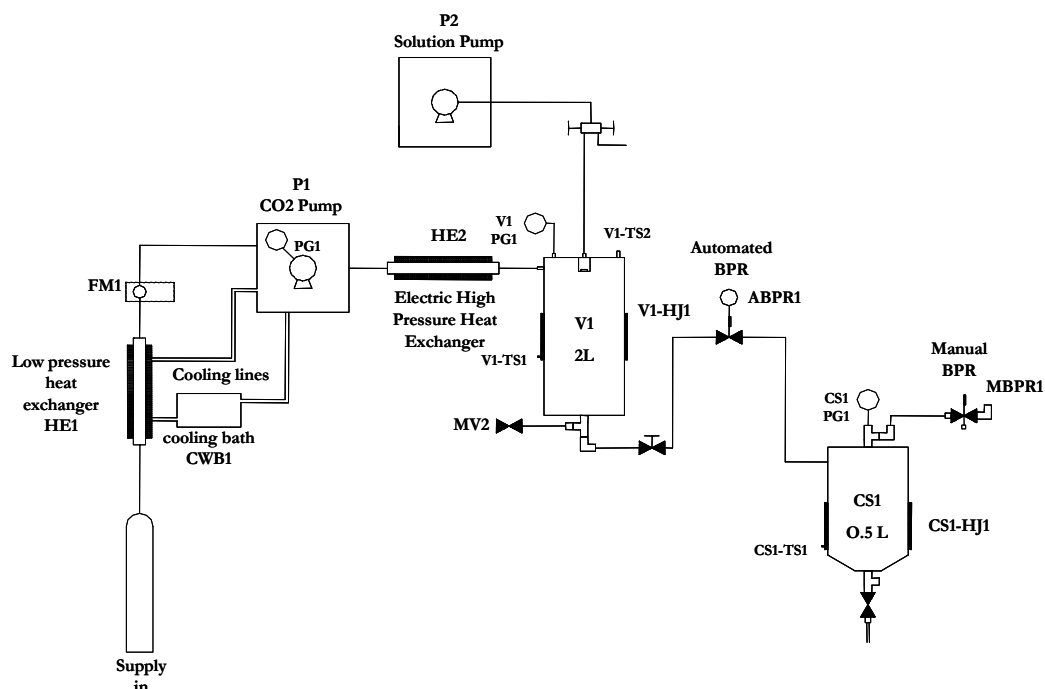 P2
Solution Pump
P1
CO2 Pump
PG1
FM1
HE2
V1
PG1
V1-TS2
Electric High
Pressure Heat
Exchanger
V1-HJ1
V1
2L
V1-TS1
Automated
BPR
ABPR1
Manual
BPR
MBPR1
Low pressure
heat
exchanger
HE1
Cooling lines
cooling bath
CWB1
MV2
CS1
PG1
CS1
O.5 L
CS1-HJ1
CS1-TS1
Supply
in